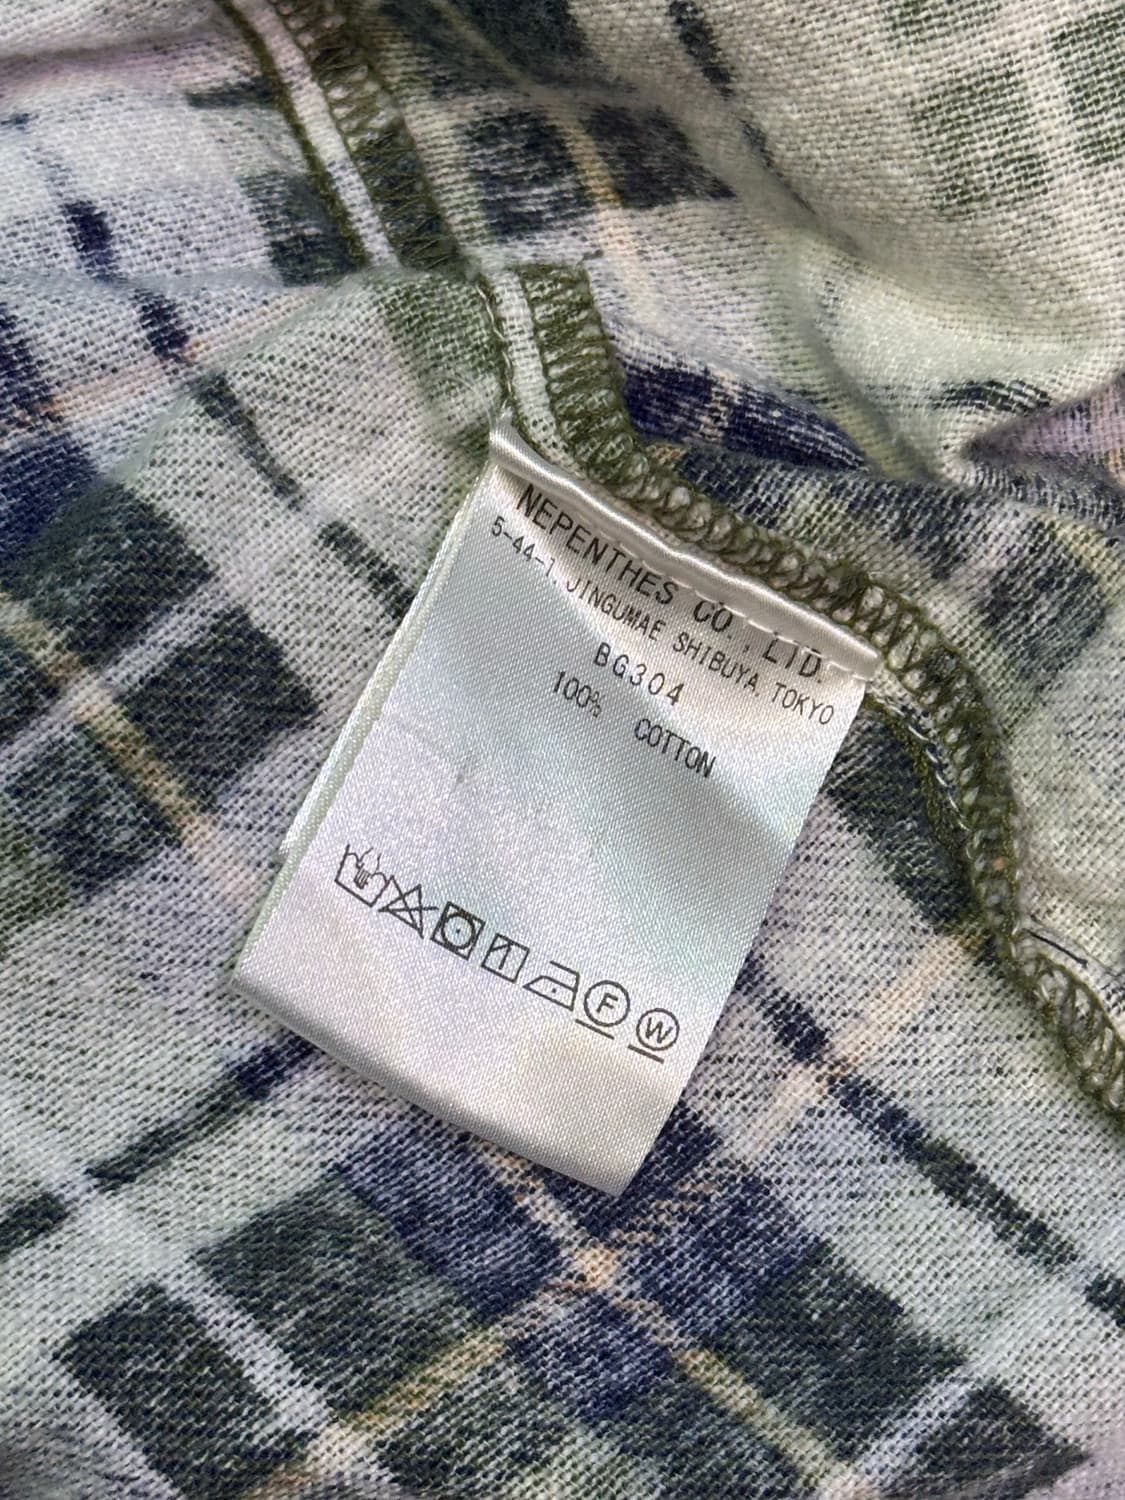 NEPENTHES CO., LTD.
5-44-1 JINGUMAE SHIBUYA, TOKYO
BG304
100% COTTON
F W